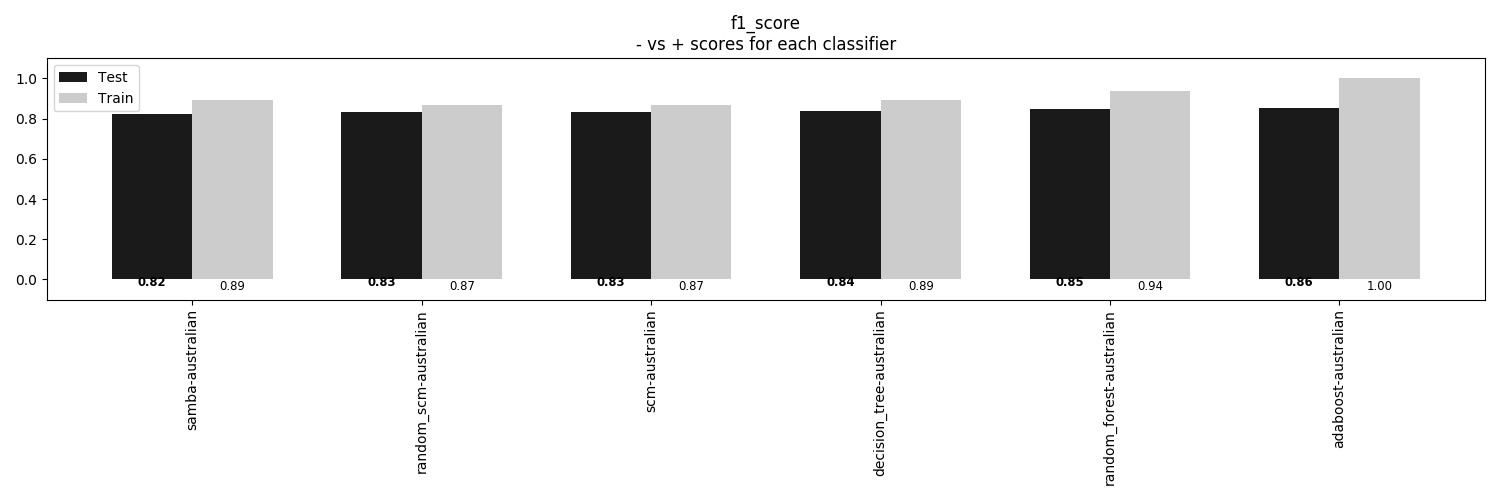 f1_score
- vs + scores for each classifier
Test
Train
1.0
0.8
0.6
0.4
0.2
0.0
0.82 0.89 0.83 0.87 0.83 0.87 0.84 0.89 0.85 0.94 0.86 1.00
samba-australian
random_scm-australian
scm-australian
decision_tree-australian
random_forest-australian
adaboost-australian